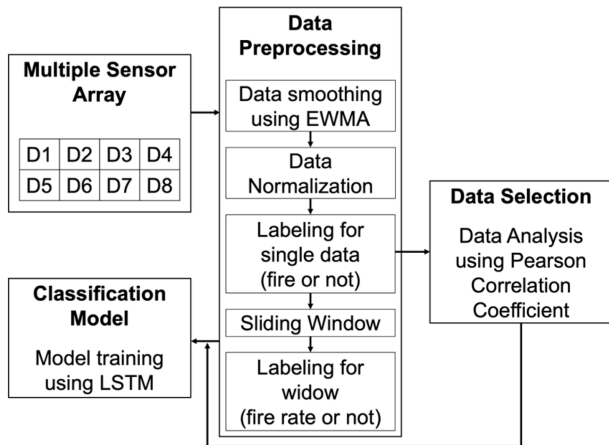 Multiple Sensor
Array
D1 D2 D3 D4
D5 D6 D7 D8
Data
Preprocessing
Data smoothing
using EWMA
Data
Normalization
Labeling for
single data
(fire or not)
Sliding Window
Labeling for
widow
(fire rate or not)
Data Selection
Data Analysis
using Pearson
Correlation
Coefficient
Classification
Model
Model training
using LSTM